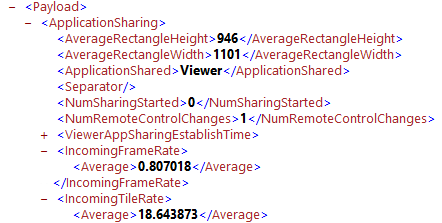 − <Payload>
− <ApplicationSharing>
<AverageRectangleHeight>946</AverageRectangleHeight>
<AverageRectangleWidth>1101</AverageRectangleWidth>
<ApplicationShared>Viewer</ApplicationShared>
<Separator/>
<NumSharingStarted>0</NumSharingStarted>
<NumRemoteControlChanges>1</NumRemoteControlChanges>
+ <ViewerAppSharingEstablishTime>
− <IncomingFrameRate>
<Average>0.807018</Average>
</IncomingFrameRate>
− <IncomingTileRate>
<Average>18.643873</Average>